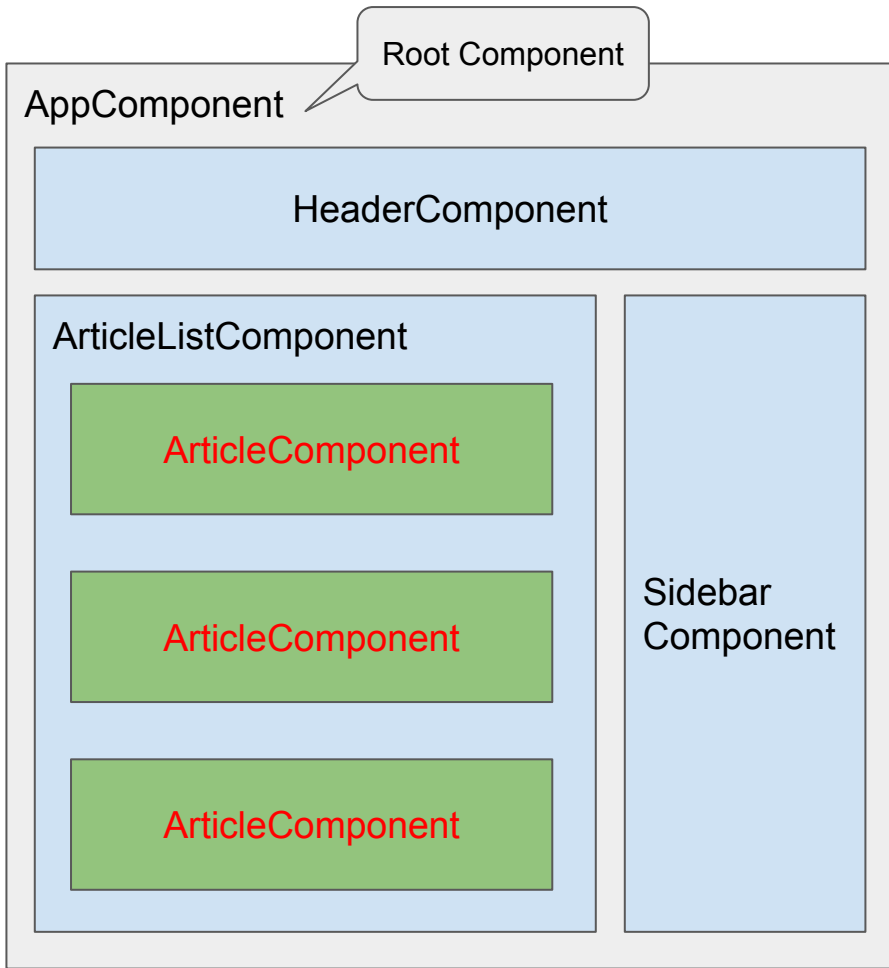 Root Component
AppComponent
HeaderComponent
ArticleListComponent
ArticleComponent
ArticleComponent
ArticleComponent
Sidebar
Component